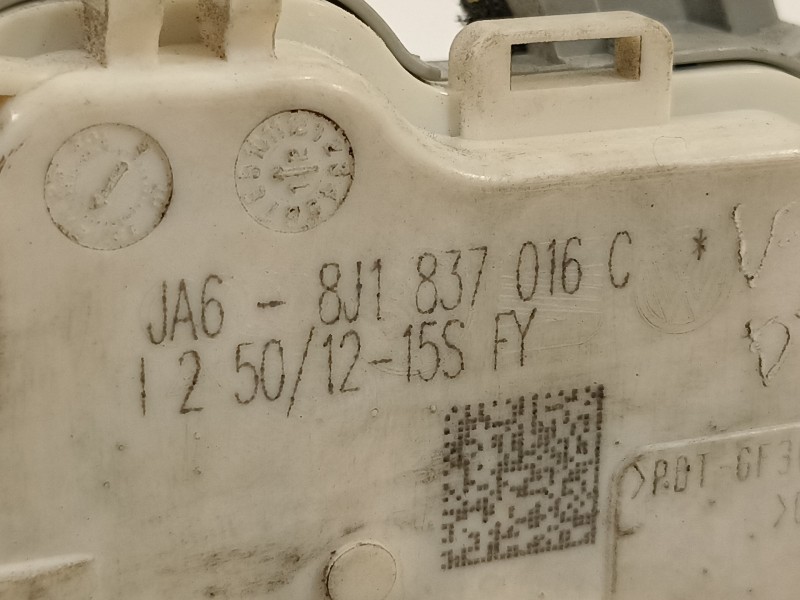 JA6 - 8J1 837 016 C *
I 2 50/12-15S FY
>PBT-GF3